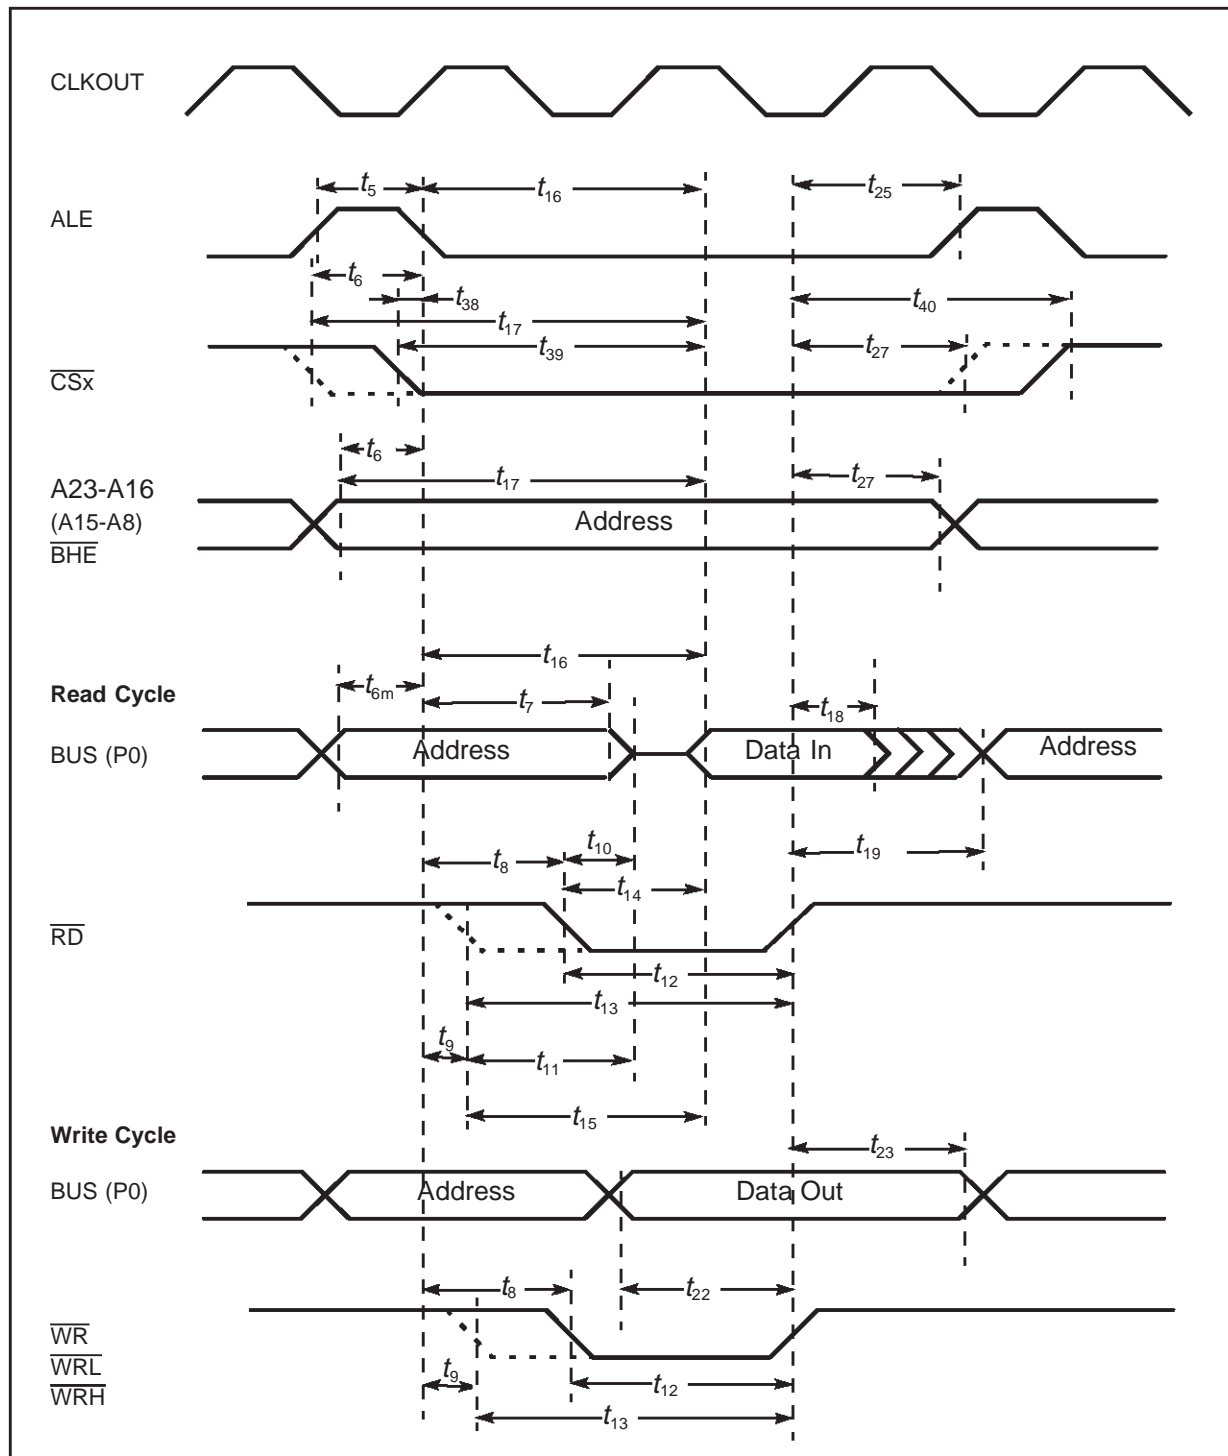 CLKOUT
t5
t16
t25
ALE
t6
t38
t40
t17
t39
t27
CSx
t6
t17
t27
A23-A16
(A15-A8)
Address
BHE
t16
Read Cycle
t6m
t7
t18
BUS (P0)
Address
Data In
Address
t10
t8
t19
t14
RD
t12
t13
t9
t11
t15
Write Cycle
t23
BUS (P0)
Address
Data Out
t8
t22
WR
WRL
t9
WRH
t12
t13